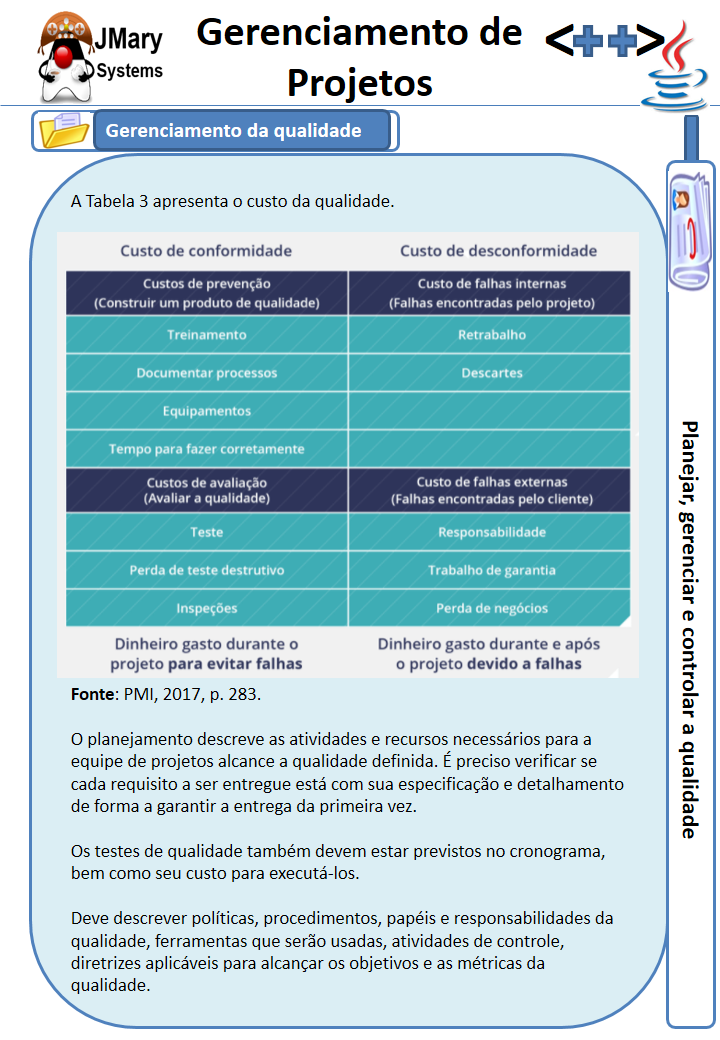 JMary
Systems
Gerenciamento de
Projetos
<++>
Gerenciamento da qualidade
A Tabela 3 apresenta o custo da qualidade.
Custo de conformidade
Custo de desconformidade
Custos de prevenção
(Construir um produto de qualidade)
Custo de falhas internas
(Falhas encontradas pelo projeto)
Treinamento
Retrabalho
Documentar processos
Descartes
Equipamentos
Tempo para fazer corretamente
Custos de avaliação
(Avaliar a qualidade)
Custo de falhas externas
(Falhas encontradas pelo cliente)
Teste
Responsabilidade
Perda de teste destrutivo
Trabalho de garantia
Inspeções
Perda de negócios
Dinheiro gasto durante o
projeto para evitar falhas
Dinheiro gasto durante e após
o projeto devido a falhas
Fonte: PMI, 2017, p. 283.
O planejamento descreve as atividades e recursos necessários para a
equipe de projetos alcance a qualidade definida. É preciso verificar se
cada requisito a ser entregue está com sua especificação e detalhamento
de forma a garantir a entrega da primeira vez.
Os testes de qualidade também devem estar previstos no cronograma,
bem como seu custo para executá-los.
Deve descrever políticas, procedimentos, papéis e responsabilidades da
qualidade, ferramentas que serão usadas, atividades de controle,
diretrizes aplicáveis para alcançar os objetivos e as métricas da
qualidade.
Planejar, gerenciar e controlar a qualidade